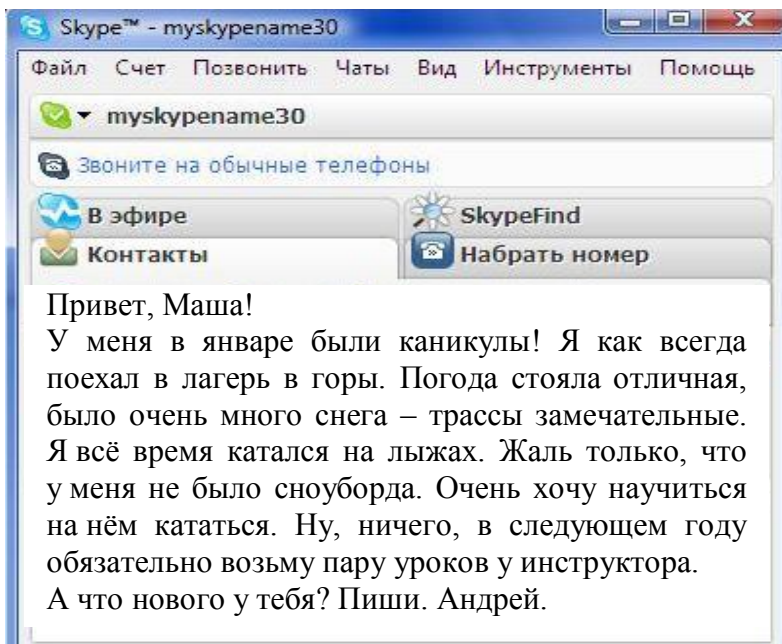 Skype™ - myskypename30
Файл Счет Позвонить Чаты Вид Инструменты Помощь
myskypename30
Звоните на обычные телефоны
В эфире
SkypeFind
Контакты
Набрать номер
Привет, Маша!
У меня в январе были каникулы! Я как всегда
поехал в лагерь в горы. Погода стояла отличная,
было очень много снега – трассы замечательные.
Я всё время катался на лыжах. Жаль только, что
у меня не было сноуборда. Очень хочу научиться
на нём кататься. Ну, ничего, в следующем году
обязательно возьму пару уроков у инструктора.
А что нового у тебя? Пиши. Андрей.